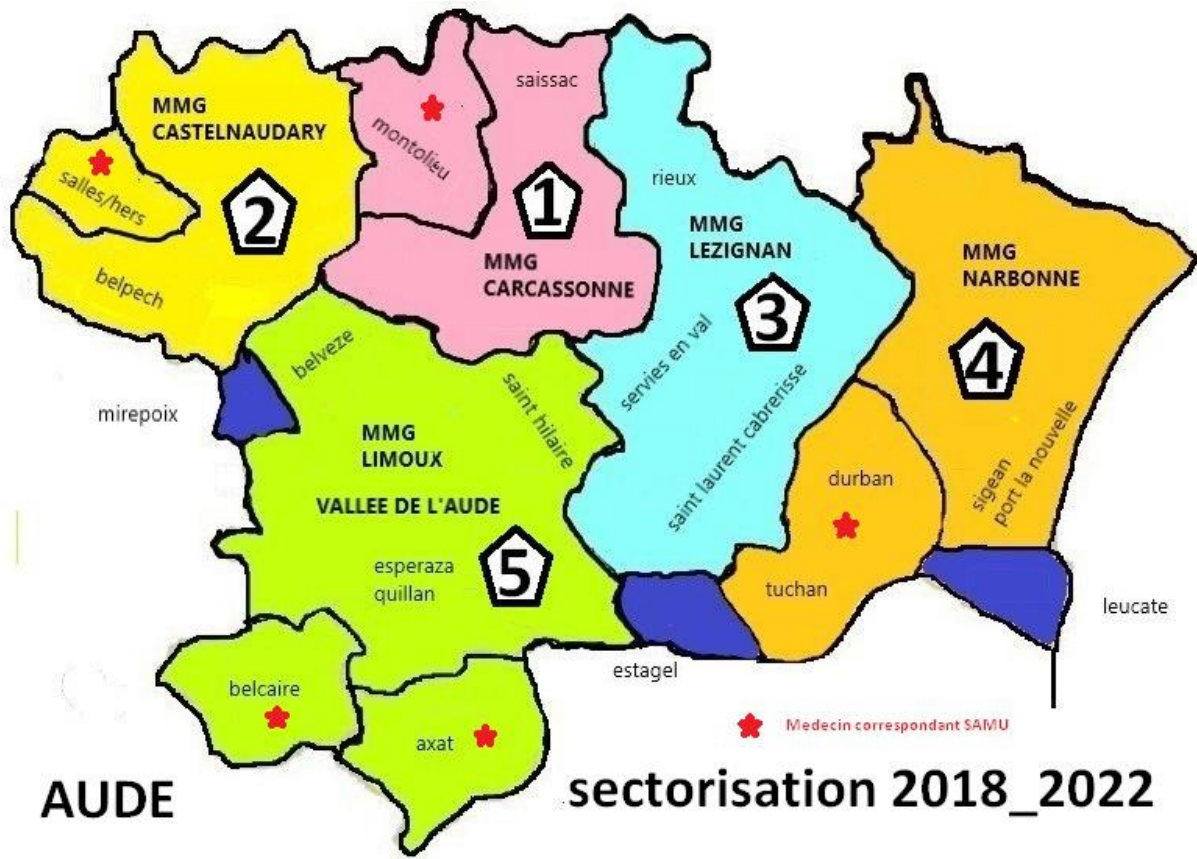 saissac
MMG
CASTELNAUDARY
montolieu
salles/hers
rieux
1
2
MMG
LEZIGNAN
MMG
CARCASSONNE
MMG
NARBONNE
belpech
3
belveze
servies en val
4
mirepoix
saint hilaire
saint laurent cabrerisse
MMG
LIMOUX
durban
sigean
port la nouvelle
VALLEE DE L'AUDE
esperaza
quillan
5
tuchan
leucate
estagel
belcaire
axat
Medecin correspondant SAMU
AUDE
sectorisation 2018_2022